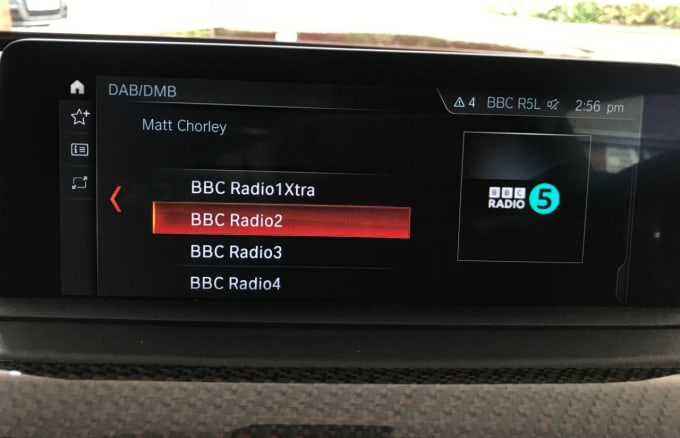 DAB/DMB
4 BBC R5L 2:56 pm
Matt Chorley
BBC Radio1Xtra
BBC Radio2
BBC Radio3
BBC Radio4
BBC
RADIO 5